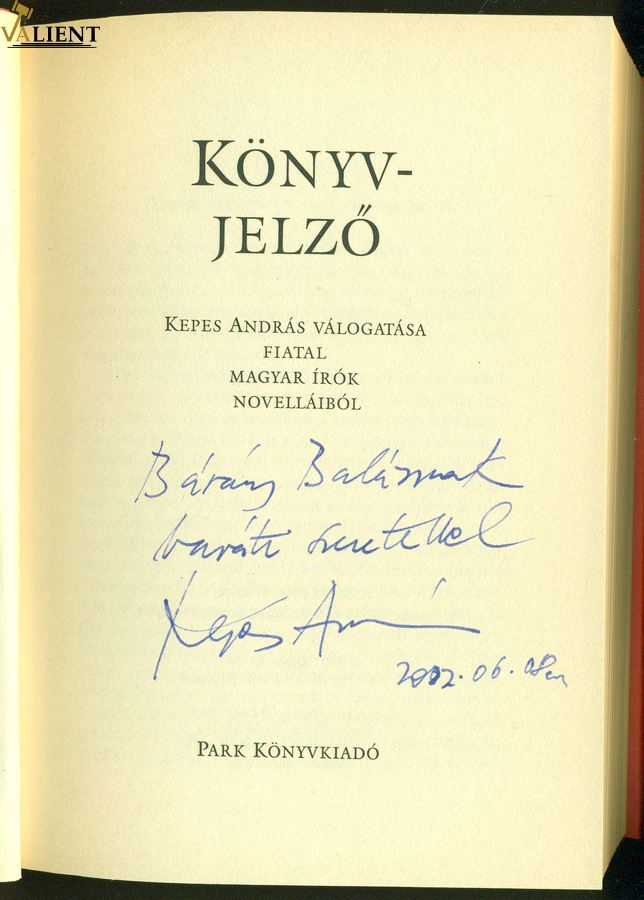 VALIENT
KÖNYV-
JELZŐ
KEPES ANDRÁS VÁLOGATÁSA
FIATAL
MAGYAR ÍRÓK
NOVELLÁIBÓL
Bárány Balázsnak
baráti szeretettel
Kepes András
2002.06.08án
PARK KÖNYVKIADÓ